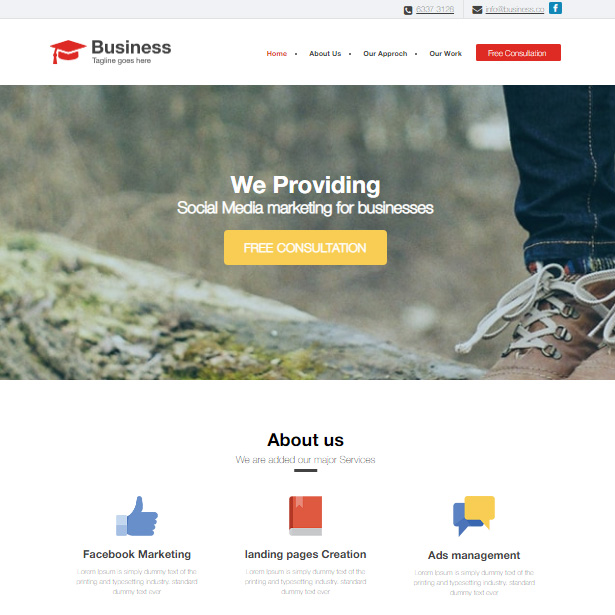 6337 3126 info@business.co
Business
Tagline goes here
Home • About Us • Our Approch • Our Work Free Consultation
We Providing
Social Media marketing for businesses
FREE CONSULTATION
About us
We are added our major Services
Facebook Marketing landing pages Creation Ads management
Lorem Ipsum is simply dummy text of the Lorem Ipsum is simply dummy text of the Lorem Ipsum is simply dummy text of the
printing and typesetting industry. standard printing and typesetting industry. standard printing and typesetting industry. standard
dummy text ever dummy text ever dummy text ever